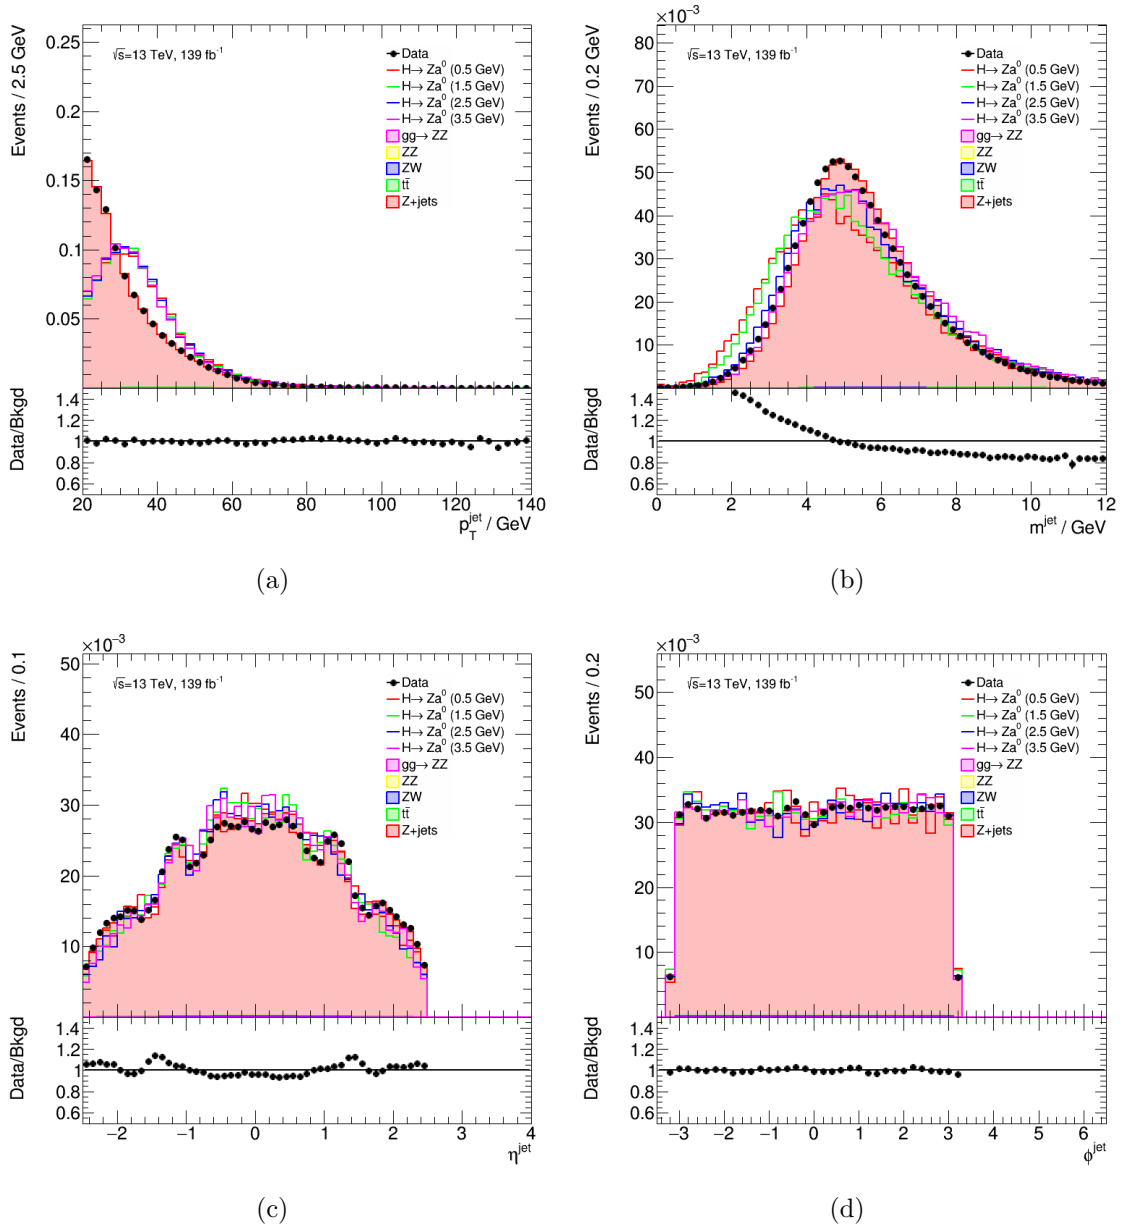 Events / 2.5 GeV
0.25
0.2
0.15
0.1
0.05
√s=13 TeV, 139 fb⁻¹
Data
H→ Za⁰ (0.5 GeV)
H→ Za⁰ (1.5 GeV)
H→ Za⁰ (2.5 GeV)
H→ Za⁰ (3.5 GeV)
gg→ ZZ
ZZ
ZW
tt̄
Z+jets
Data/Bkgd
1.4
1.2
1
0.8
0.6
20 40 60 80 100 120 140
p_T^jet / GeV
(a)
×10⁻³
Events / 0.2 GeV
80
70
60
50
40
30
20
10
√s=13 TeV, 139 fb⁻¹
Data
H→ Za⁰ (0.5 GeV)
H→ Za⁰ (1.5 GeV)
H→ Za⁰ (2.5 GeV)
H→ Za⁰ (3.5 GeV)
gg→ ZZ
ZZ
ZW
tt̄
Z+jets
Data/Bkgd
1.4
1.2
1
0.8
0.6
0 2 4 6 8 10 12
m^jet / GeV
(b)
×10⁻³
Events / 0.1
50
40
30
20
10
√s=13 TeV, 139 fb⁻¹
Data
H→ Za⁰ (0.5 GeV)
H→ Za⁰ (1.5 GeV)
H→ Za⁰ (2.5 GeV)
H→ Za⁰ (3.5 GeV)
gg→ ZZ
ZZ
ZW
tt̄
Z+jets
Data/Bkgd
1.4
1.2
1
0.8
0.6
−2 −1 0 1 2 3 4
η^jet
(c)
×10⁻³
Events / 0.2
50
40
30
20
10
√s=13 TeV, 139 fb⁻¹
Data
H→ Za⁰ (0.5 GeV)
H→ Za⁰ (1.5 GeV)
H→ Za⁰ (2.5 GeV)
H→ Za⁰ (3.5 GeV)
gg→ ZZ
ZZ
ZW
tt̄
Z+jets
Data/Bkgd
1.4
1.2
1
0.8
0.6
−3 −2 −1 0 1 2 3 4 5 6
ϕ^jet
(d)